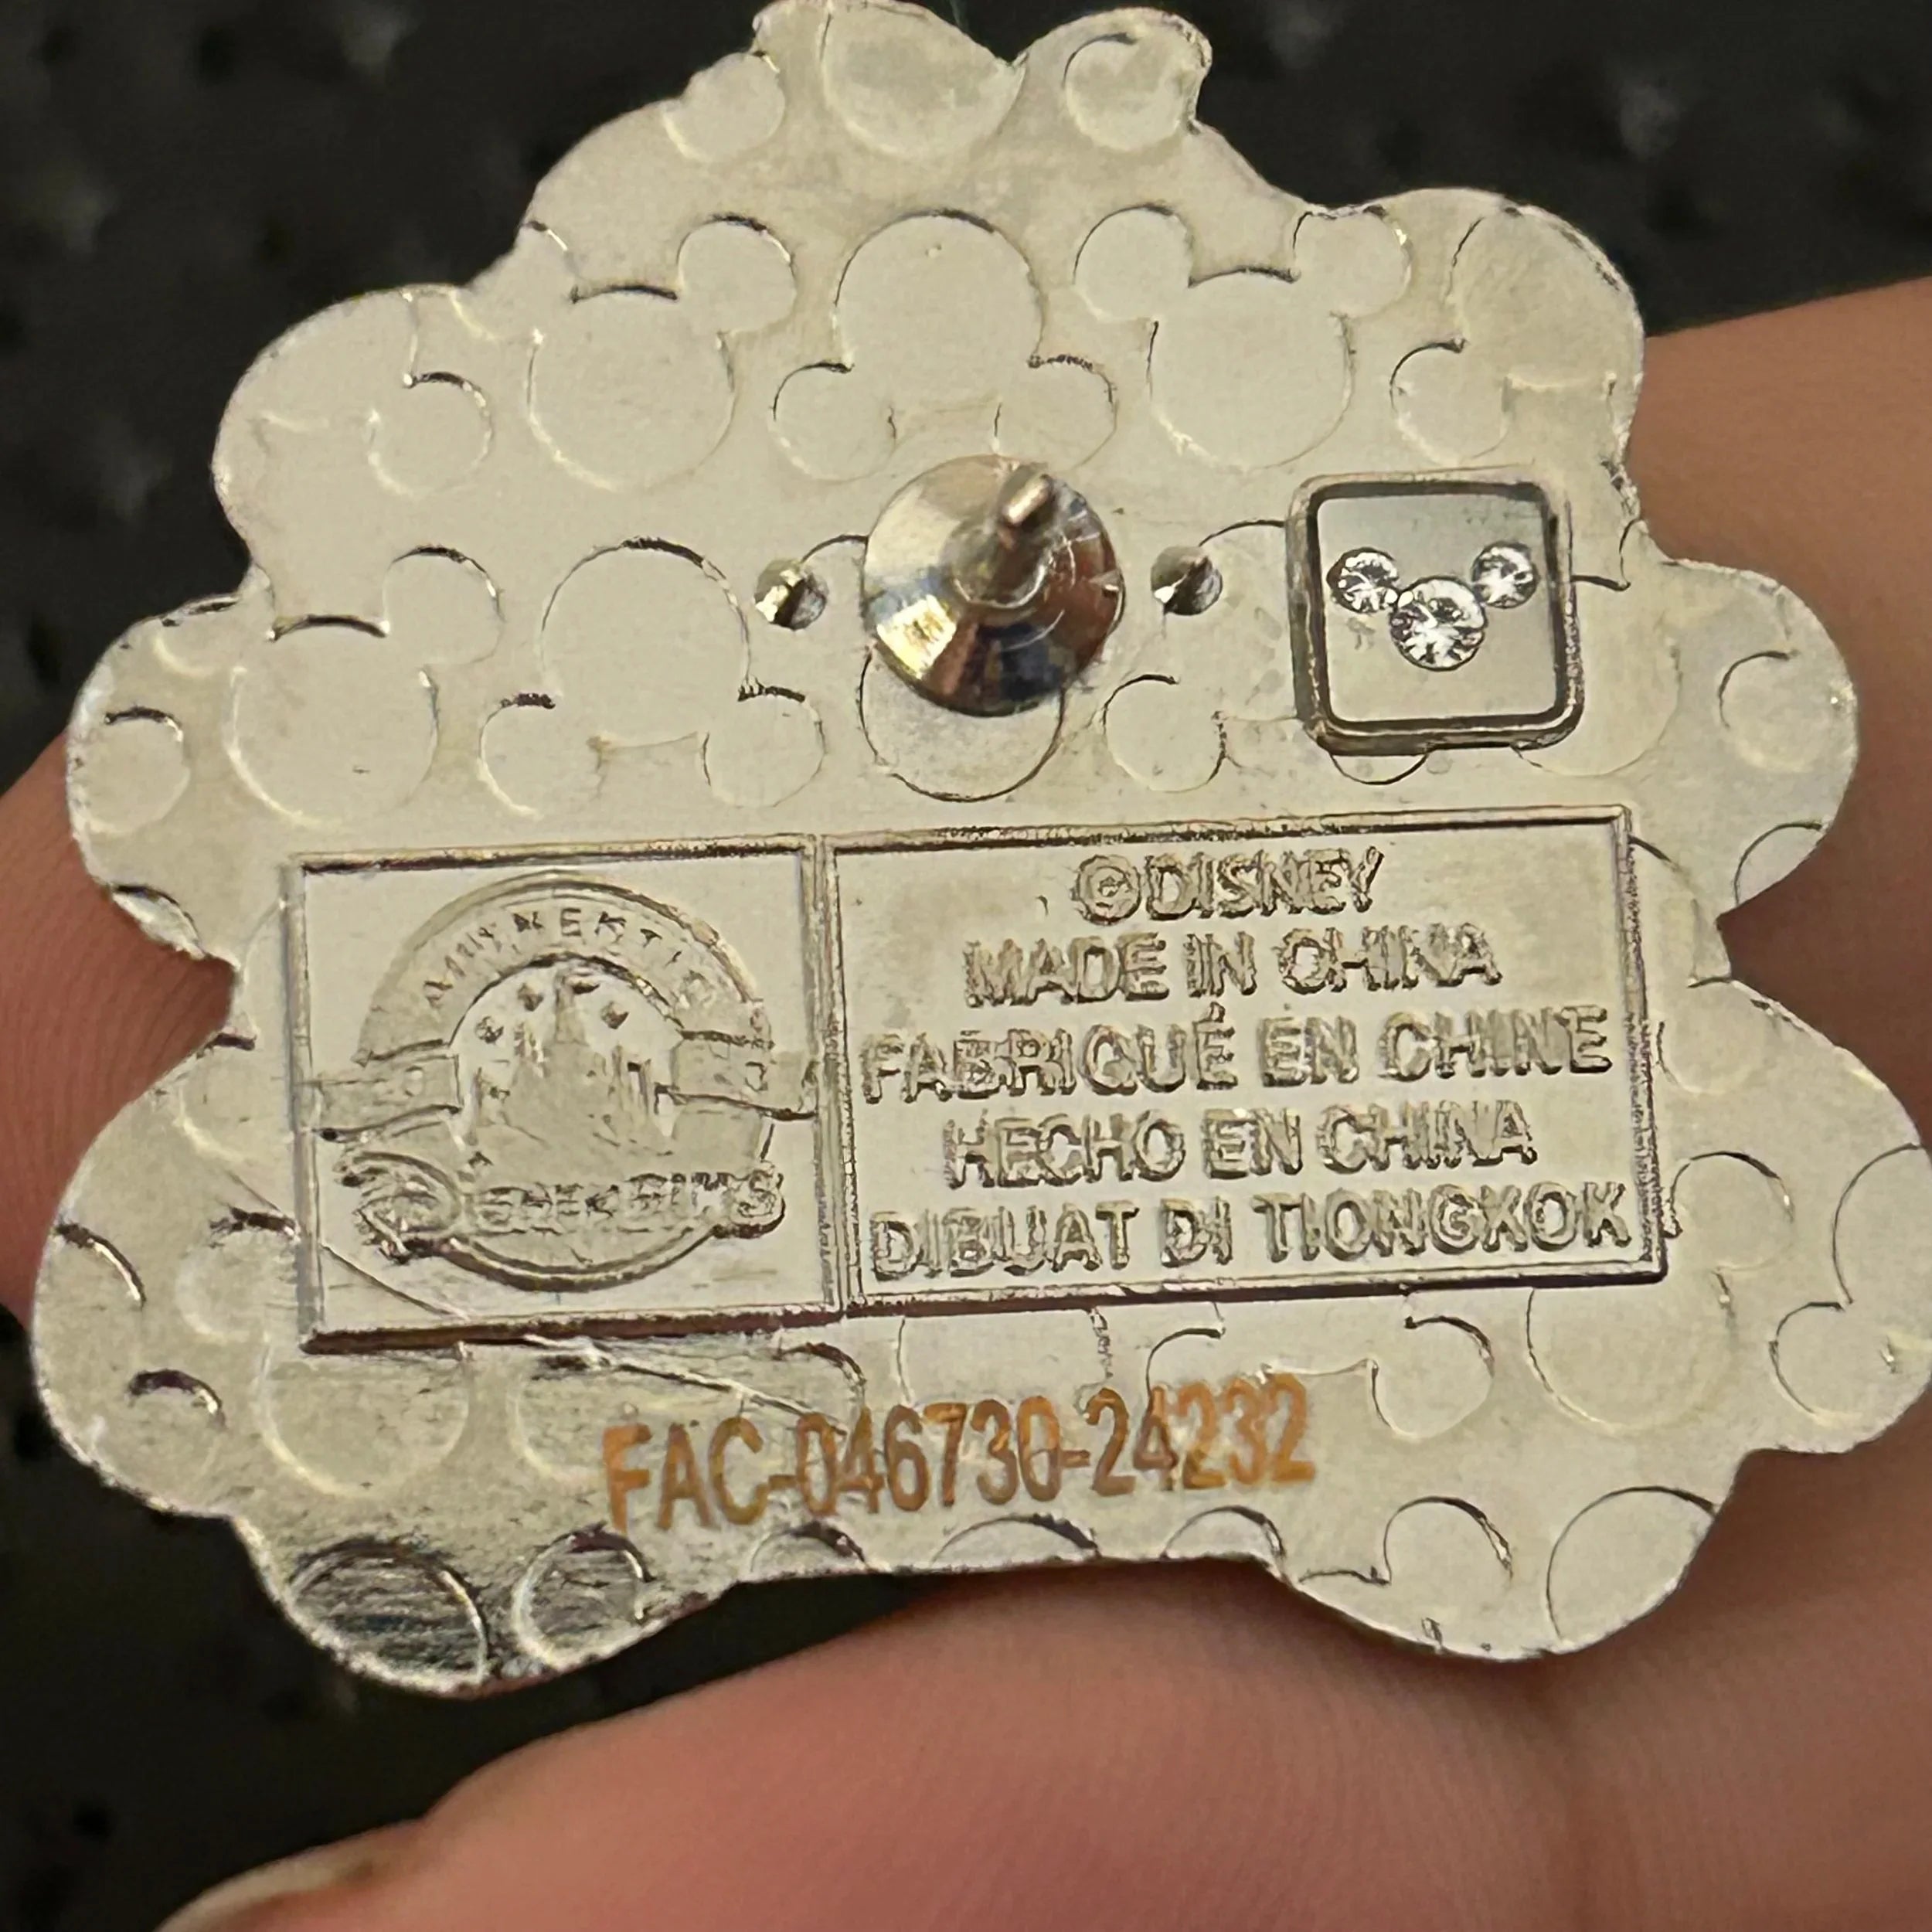 ©DISNEY
MADE IN CHINA
FABRIQUÉ EN CHINE
HECHO EN CHINA
DIBUAT DI TIONGKOK
FAC-046730-24232